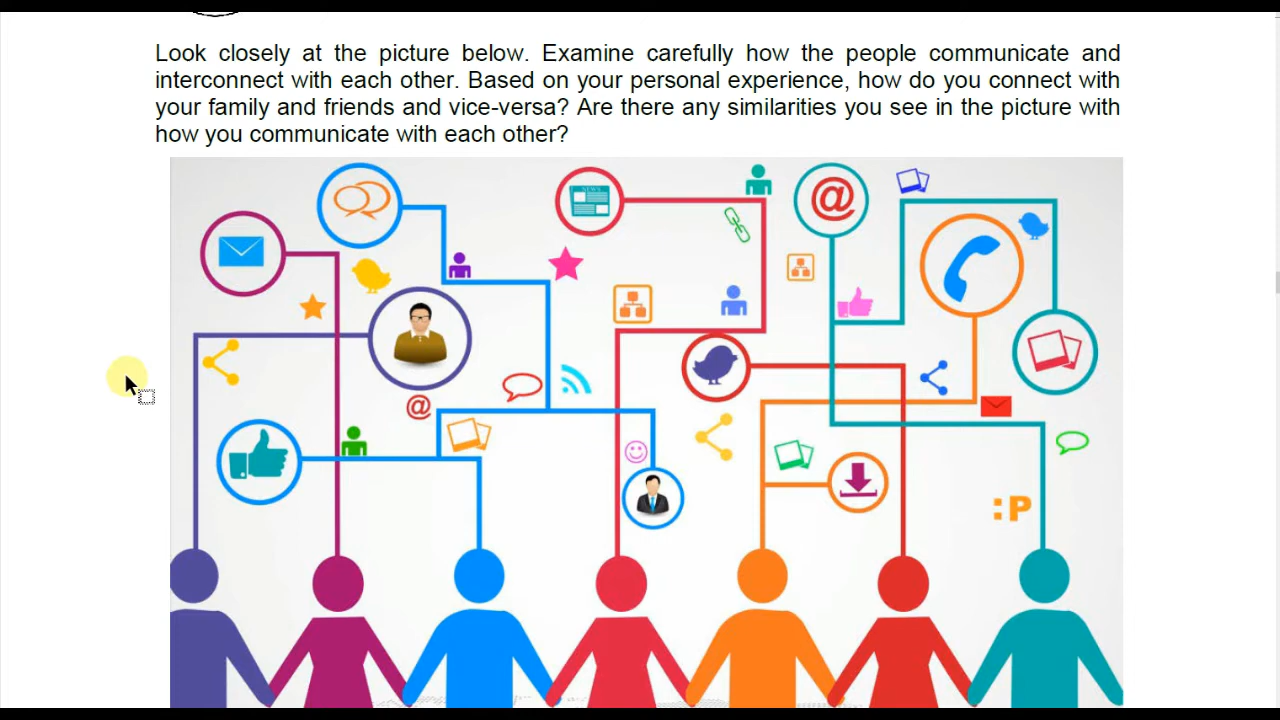 Look closely at the picture below. Examine carefully how the people communicate and
interconnect with each other. Based on your personal experience, how do you connect with
your family and friends and vice-versa? Are there any similarities you see in the picture with
how you communicate with each other?
NEWS
@
@
:P